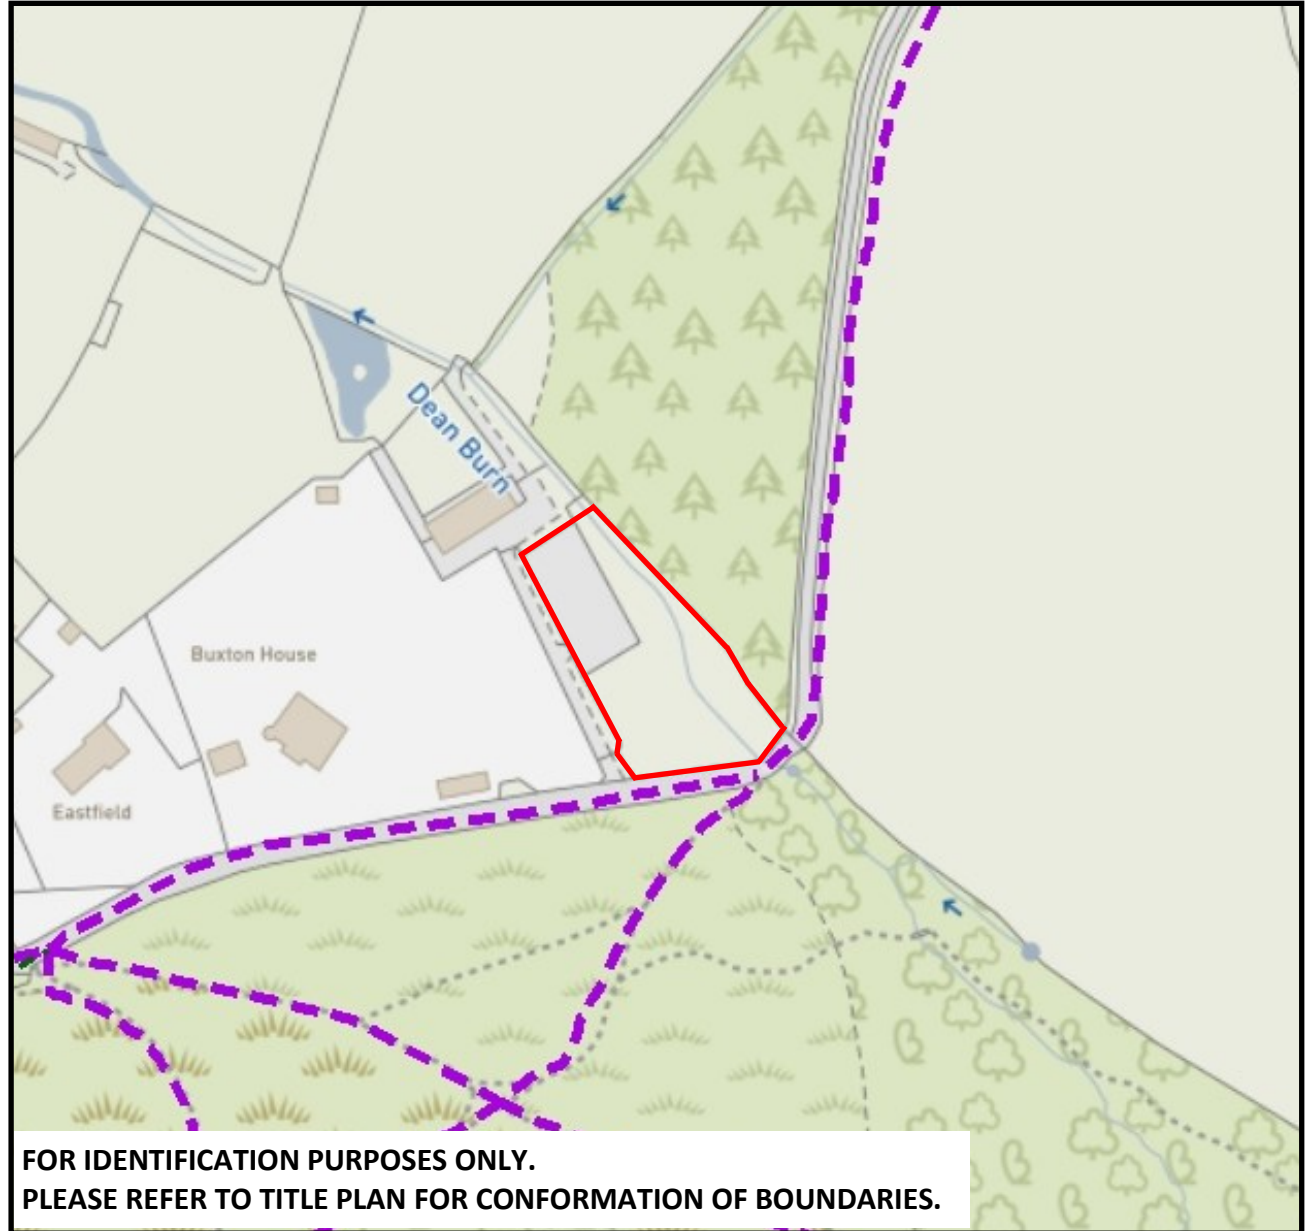 Dean Burn
Buxton House
Eastfield
FOR IDENTIFICATION PURPOSES ONLY.
PLEASE REFER TO TITLE PLAN FOR CONFORMATION OF BOUNDARIES.